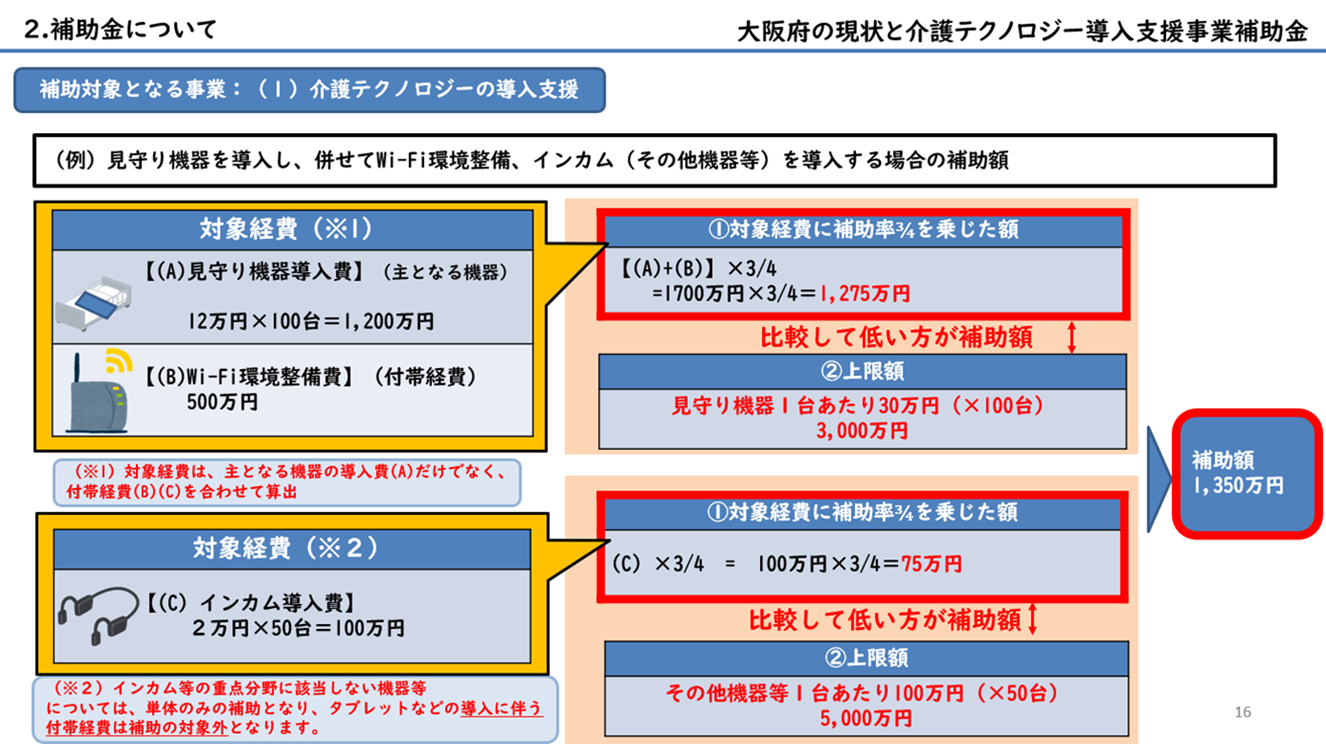 2.補助金について
大阪府の現状と介護テクノロジー導入支援事業補助金
補助対象となる事業:(1)介護テクノロジーの導入支援
(例)見守り機器を導入し、併せてWi-Fi環境整備、インカム(その他機器等)を導入する場合の補助額
対象経費(※1)
【(A)見守り機器導入費】(主となる機器)
12万円×100台=1,200万円
【(B)Wi-Fi環境整備費】(付帯経費)
500万円
(※1)対象経費は、主となる機器の導入費(A)だけでなく、
付帯経費(B)(C)を合わせて算出
①対象経費に補助率¾を乗じた額
【(A)+(B)】×3/4
=1700万円×3/4=1,275万円
比較して低い方が補助額
②上限額
見守り機器1台あたり30万円(×100台)
3,000万円
対象経費(※2)
【(C) インカム導入費】
2万円×50台=100万円
(※2)インカム等の重点分野に該当しない機器等
については、単体のみの補助となり、タブレットなどの導入に伴う
付帯経費は補助の対象外となります。
①対象経費に補助率¾を乗じた額
(C) ×3/4 = 100万円×3/4=75万円
比較して低い方が補助額
②上限額
その他機器等1台あたり100万円(×50台)
5,000万円
補助額
1,350万円
16